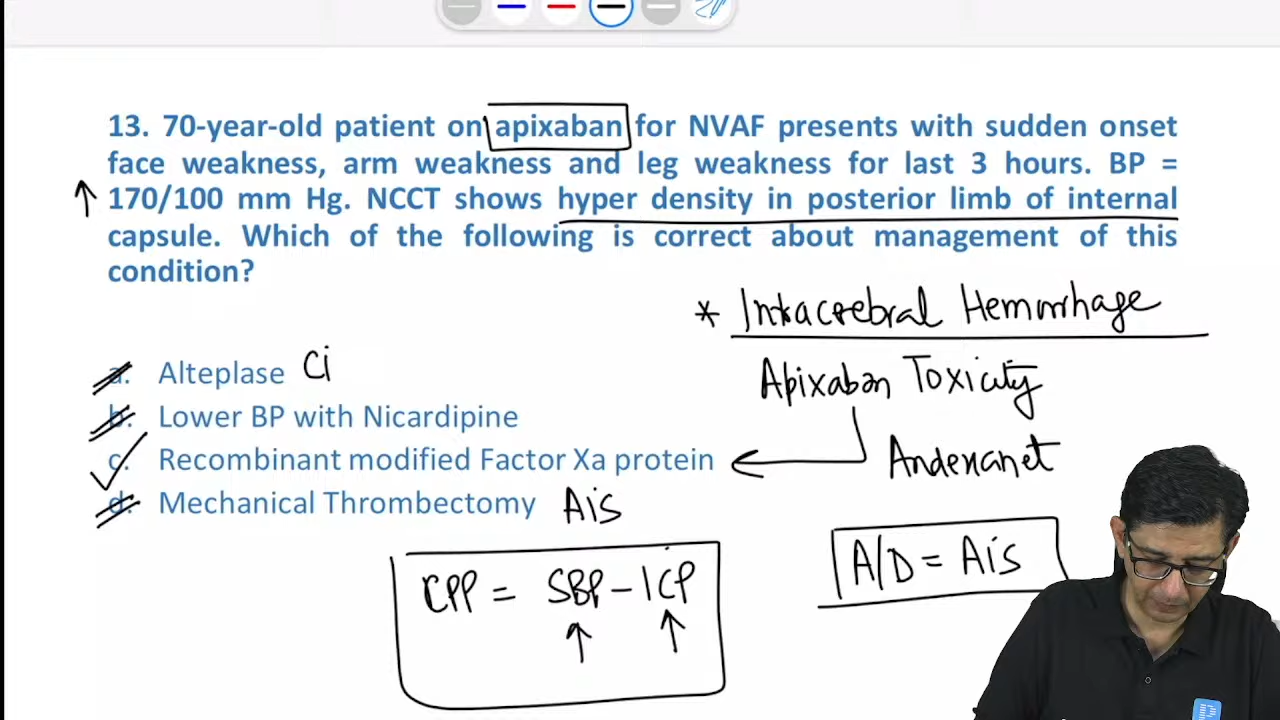 13. 70-year-old patient on apixaban for NVAF presents with sudden onset
face weakness, arm weakness and leg weakness for last 3 hours. BP =
170/100 mm Hg. NCCT shows hyper density in posterior limb of internal
capsule. Which of the following is correct about management of this
condition?
* Intracrebral Hemorrhage
a. Alteplase Ci
Apixaban Toxicity
b. Lower BP with Nicardipine
c. Recombinant modified Factor Xa protein
Andexanet
d. Mechanical Thrombectomy Ais
CPP = SBP - ICP
A/D = Ais